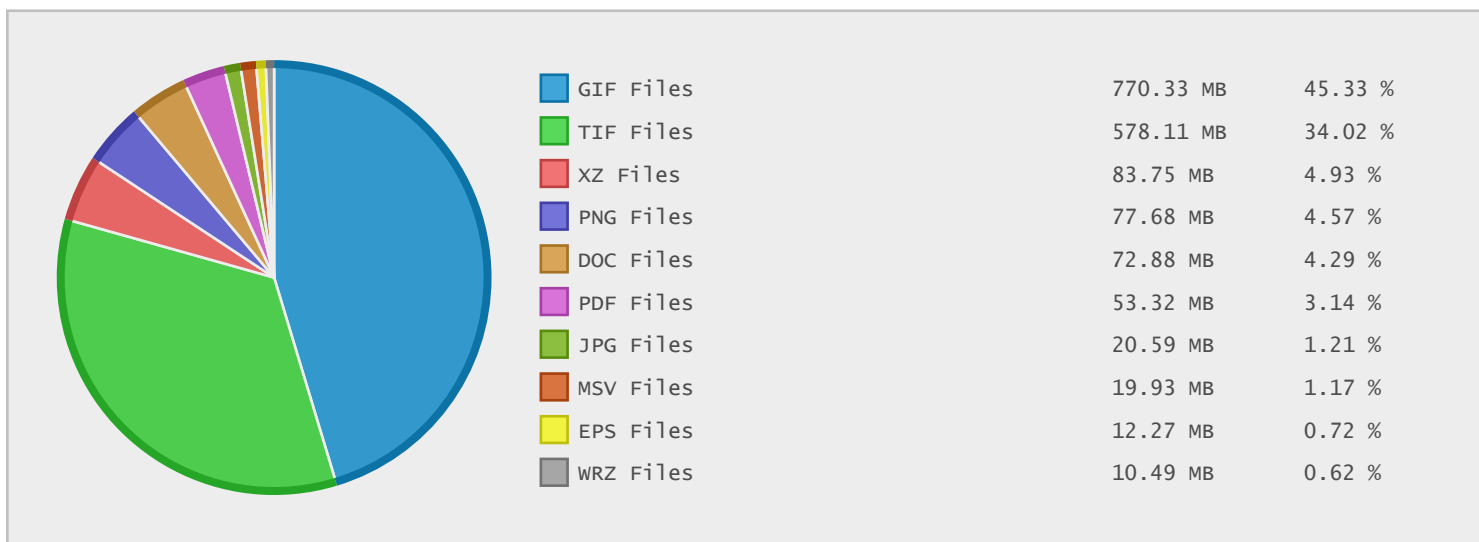 GIF Files 770.33 MB 45.33 %
TIF Files 578.11 MB 34.02 %
XZ Files 83.75 MB 4.93 %
PNG Files 77.68 MB 4.57 %
DOC Files 72.88 MB 4.29 %
PDF Files 53.32 MB 3.14 %
JPG Files 20.59 MB 1.21 %
MSV Files 19.93 MB 1.17 %
EPS Files 12.27 MB 0.72 %
WRZ Files 10.49 MB 0.62 %